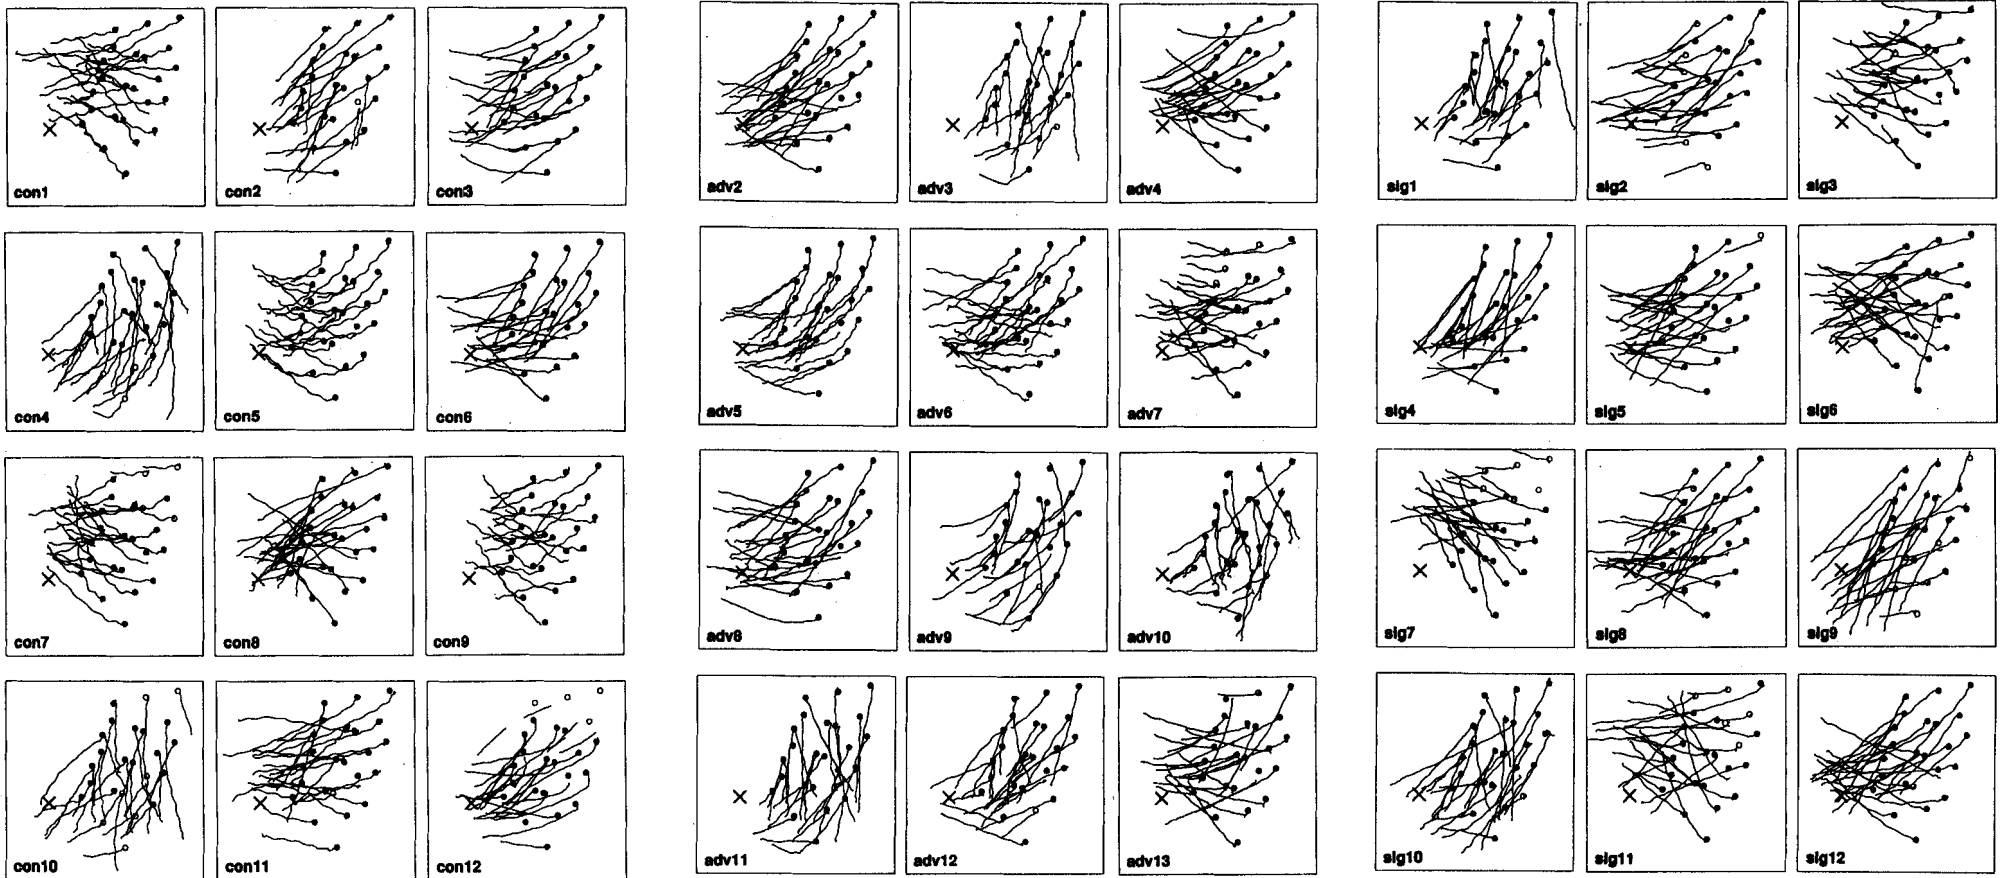 con1 con2 con3 adv2 adv3 adv4 sig1 sig2 sig3
con4 con5 con6 adv5 adv6 adv7 sig4 sig5 sig6
con7 con8 con9 adv8 adv9 adv10 sig7 sig8 sig9
con10 con11 con12 adv11 adv12 adv13 sig10 sig11 sig12